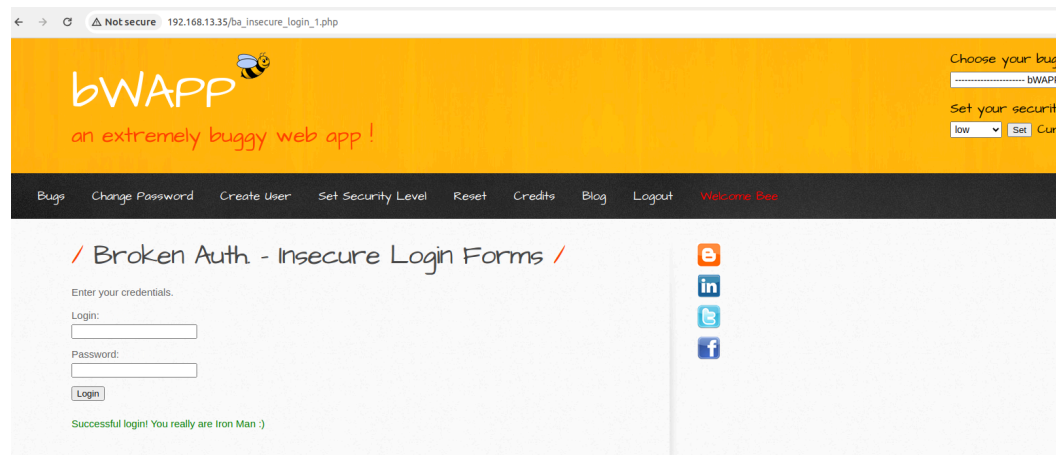 Not secure 192.168.13.35/ba_insecure_login_1.php
bWAPP
an extremely buggy web app !
Choose your bug
---------------------- bWAPP
Set your securit
low Set Cur
Bugs Change Password Create User Set Security Level Reset Credits Blog Logout Welcome Bee
/ Broken Auth. - Insecure Login Forms /
Enter your credentials.
Login:
Password:
Login
Successful login! You really are Iron Man :)